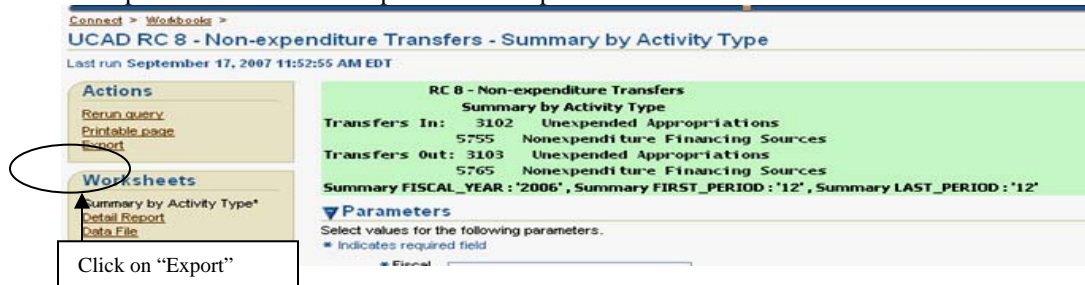 Connect > Workbooks >
UCAD RC 8 - Non-expenditure Transfers - Summary by Activity Type
Last run September 17, 2007 11:52:55 AM EDT
Actions
Rerun query
Printable page
Export
Worksheets
Summary by Activity Type*
Detail Report
Data File
Click on “Export”
RC 8 - Non-expenditure Transfers
Summary by Activity Type
Transfers In: 3102 Unexpended Appropriations
5755 Nonexpenditure Financing Sources
Transfers Out: 3103 Unexpended Appropriations
5765 Nonexpenditure Financing Sources
Summary FISCAL_YEAR : '2006' , Summary FIRST_PERIOD : '12' , Summary LAST_PERIOD : '12'
Parameters
Select values for the following parameters.
* Indicates required field
* Fiscal